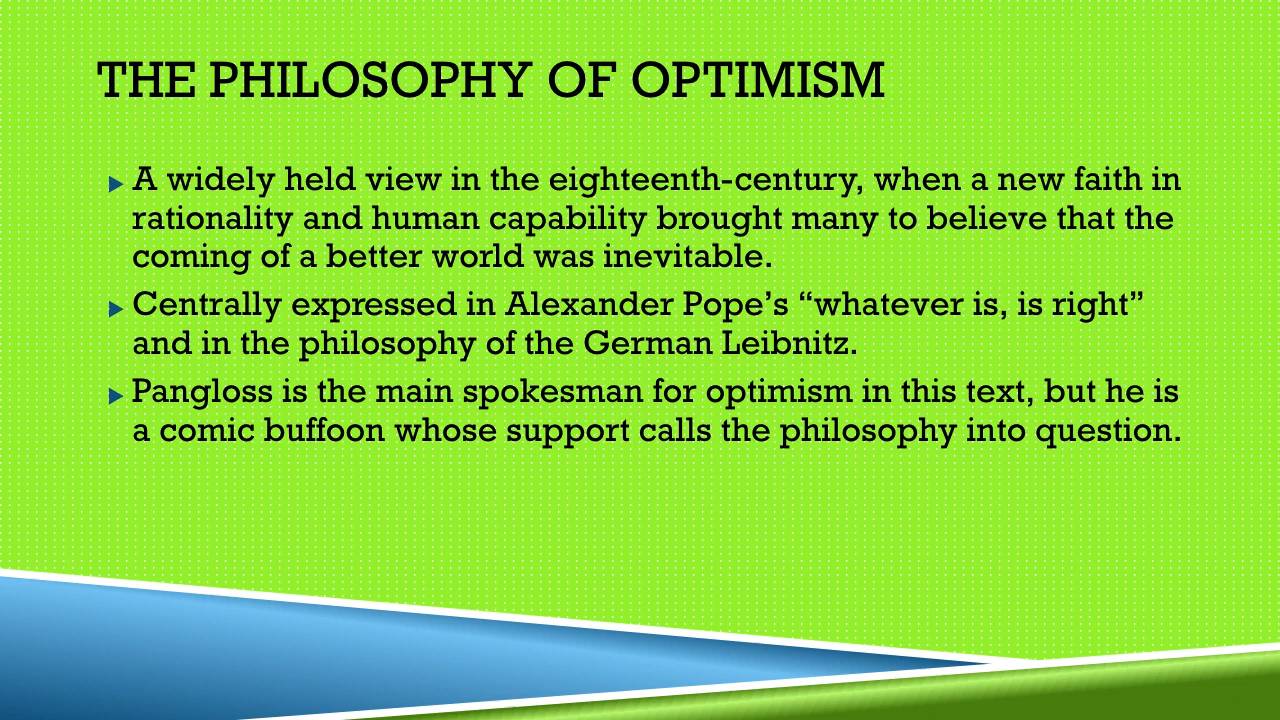 THE PHILOSOPHY OF OPTIMISM
A widely held view in the eighteenth-century, when a new faith in
rationality and human capability brought many to believe that the
coming of a better world was inevitable.
Centrally expressed in Alexander Pope’s “whatever is, is right”
and in the philosophy of the German Leibnitz.
Pangloss is the main spokesman for optimism in this text, but he is
a comic buffoon whose support calls the philosophy into question.